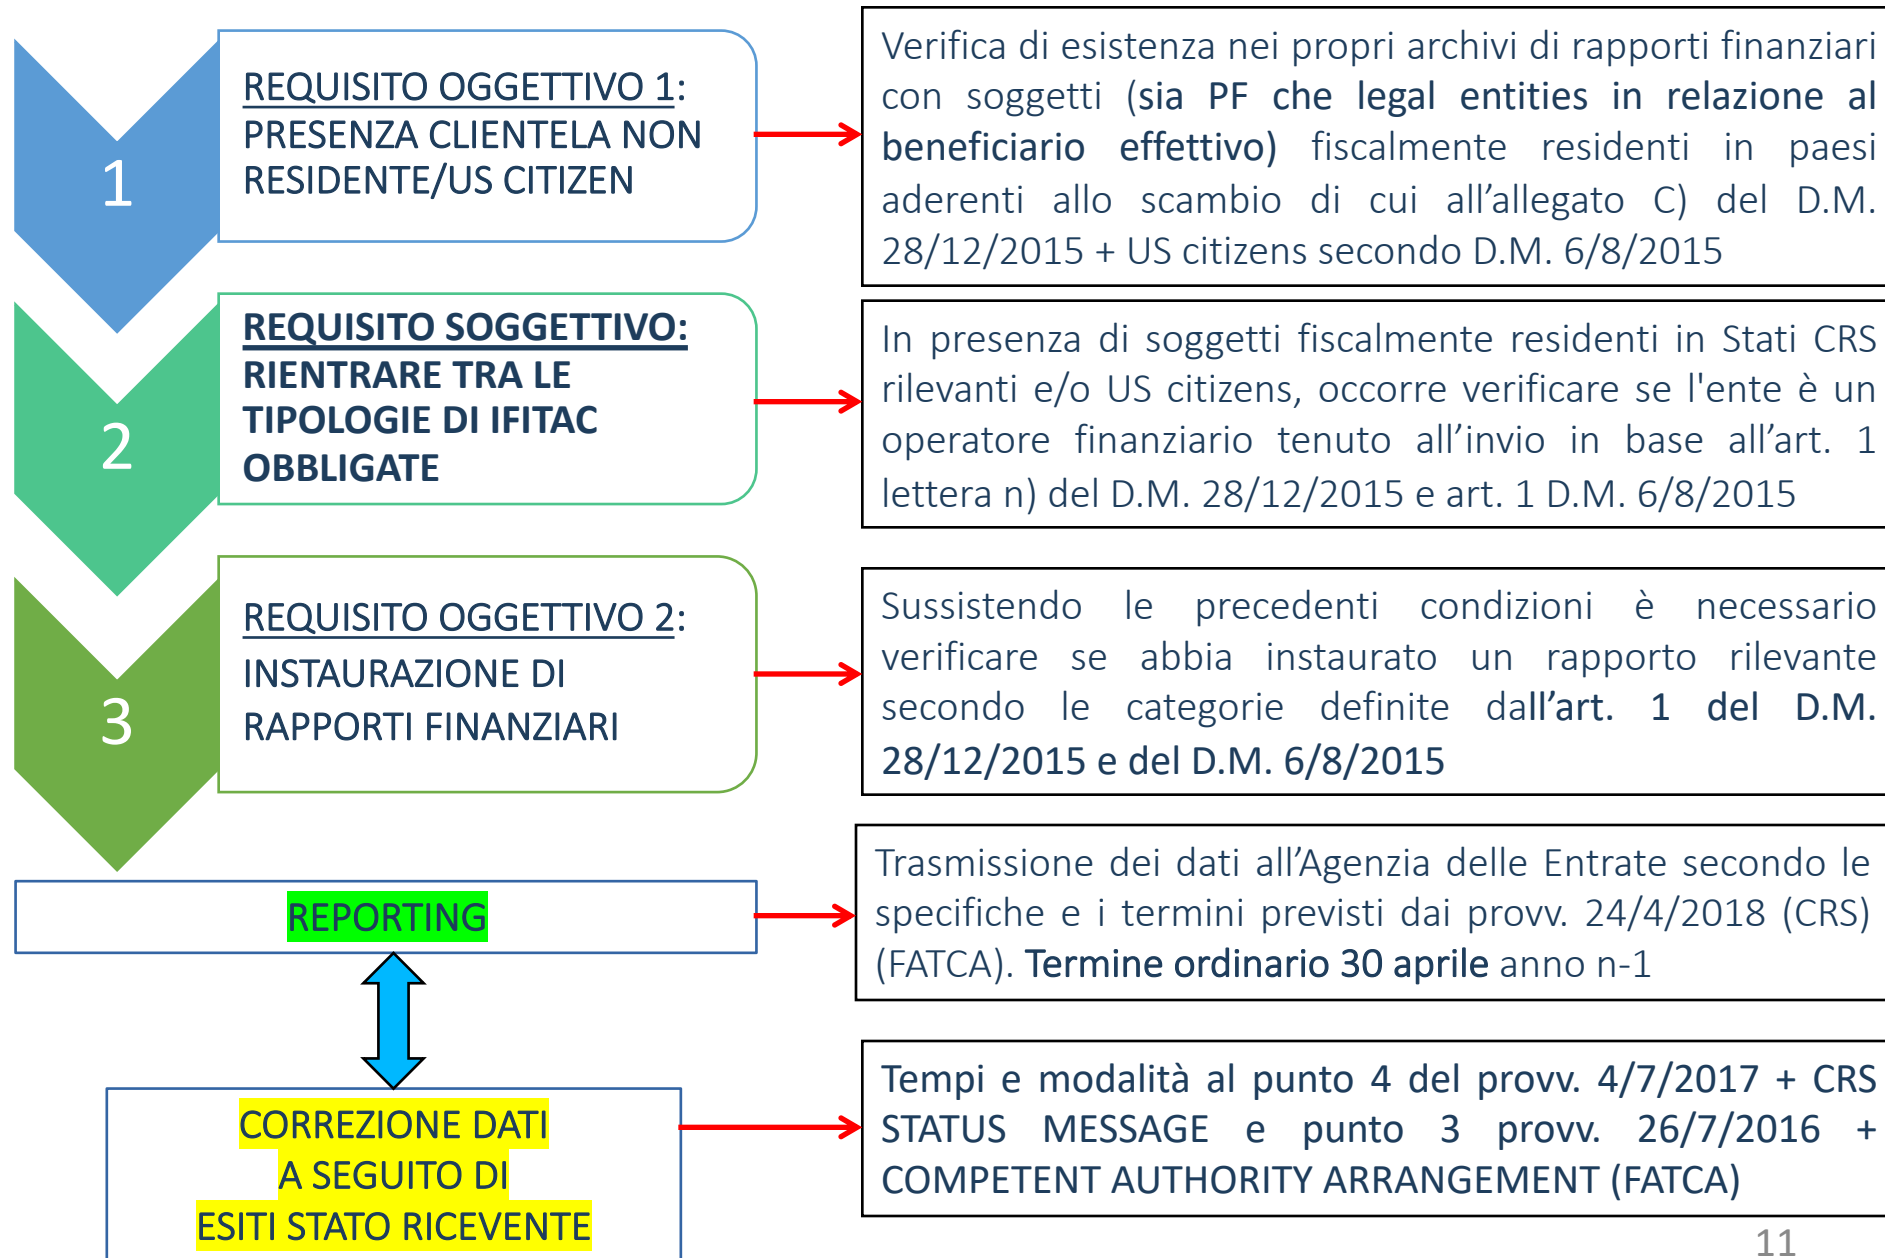 1
REQUISITO OGGETTIVO 1:
PRESENZA CLIENTELA NON
RESIDENTE/US CITIZEN
Verifica di esistenza nei propri archivi di rapporti finanziari
con soggetti (sia PF che legal entities in relazione al
beneficiario effettivo) fiscalmente residenti in paesi
aderenti allo scambio di cui all’allegato C) del D.M.
28/12/2015 + US citizens secondo D.M. 6/8/2015
2
REQUISITO SOGGETTIVO:
RIENTRARE TRA LE
TIPOLOGIE DI IFITAC
OBBLIGATE
In presenza di soggetti fiscalmente residenti in Stati CRS
rilevanti e/o US citizens, occorre verificare se l'ente è un
operatore finanziario tenuto all’invio in base all’art. 1
lettera n) del D.M. 28/12/2015 e art. 1 D.M. 6/8/2015
3
REQUISITO OGGETTIVO 2:
INSTAURAZIONE DI
RAPPORTI FINANZIARI
Sussistendo le precedenti condizioni è necessario
verificare se abbia instaurato un rapporto rilevante
secondo le categorie definite dall’art. 1 del D.M.
28/12/2015 e del D.M. 6/8/2015
REPORTING
Trasmissione dei dati all’Agenzia delle Entrate secondo le
specifiche e i termini previsti dai provv. 24/4/2018 (CRS)
(FATCA). Termine ordinario 30 aprile anno n-1
CORREZIONE DATI
A SEGUITO DI
ESITI STATO RICEVENTE
Tempi e modalità al punto 4 del provv. 4/7/2017 + CRS
STATUS MESSAGE e punto 3 provv. 26/7/2016 +
COMPETENT AUTHORITY ARRANGEMENT (FATCA)
11